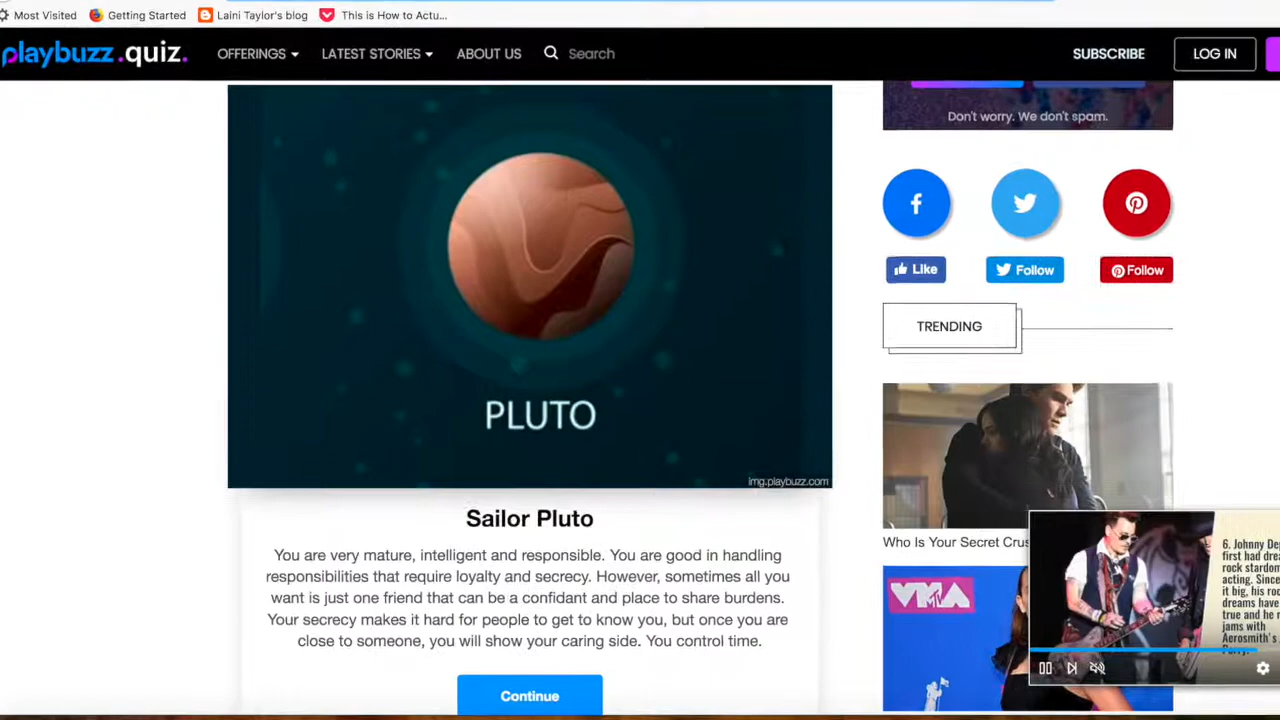 Most Visited Getting Started Laini Taylor's blog This is How to Actu...
playbuzz.quiz. OFFERINGS LATEST STORIES ABOUT US Search SUBSCRIBE LOG IN
Don't worry. We don't spam.
PLUTO
img.playbuzz.com
Sailor Pluto
You are very mature, intelligent and responsible. You are good in handling
responsibilities that require loyalty and secrecy. However, sometimes all you
want is just one friend that can be a confidant and place to share burdens.
Your secrecy makes it hard for people to get to know you, but once you are
close to someone, you will show your caring side. You control time.
Continue
Like Follow Follow
TRENDING
Who Is Your Secret Crus
VMA
6. Johnny De
first had drea
rock stardom
acting. Since
it big, his ro
dreams have
true and he n
jams with
Aerosmith's